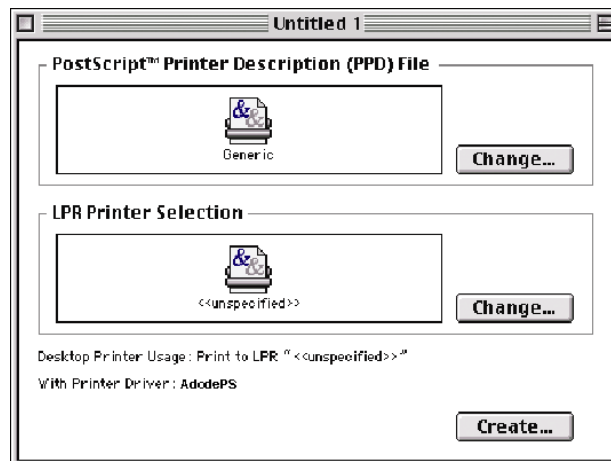 Untitled 1
PostScript™ Printer Description (PPD) File
Generic
Change...
LPR Printer Selection
<<unspecified>>
Change...
Desktop Printer Usage: Print to LPR “<<unspecified>>”
With Printer Driver: AdodePS
Create...